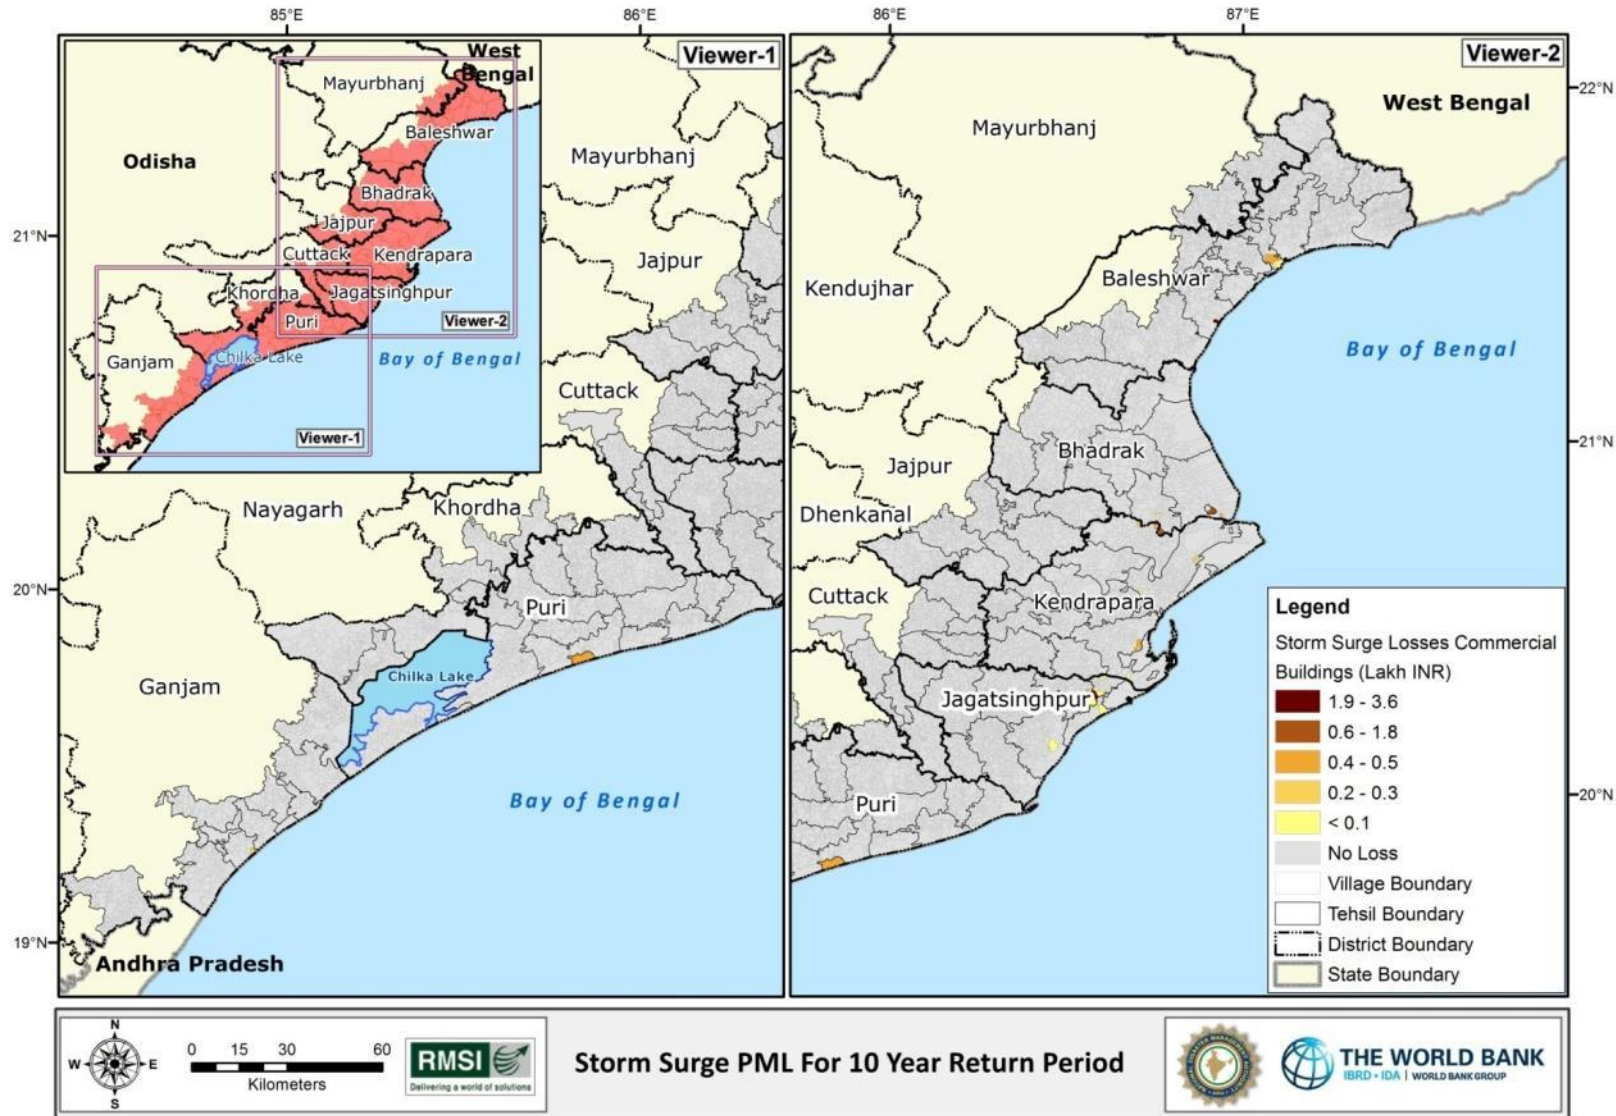 85°E
86°E
86°E
87°E
22°N
21°N
20°N
19°N
21°N
20°N
Viewer-1
West
Bengal
Mayurbhanj
Baleshwar
Odisha
Bhadrak
Jajpur
Cuttack
Kendrapara
Khordha
Jagatsinghpur
Puri
Viewer-2
Ganjam
Chilka Lake
Bay of Bengal
Viewer-1
Mayurbhanj
Jajpur
Cuttack
Nayagarh
Khordha
Puri
Ganjam
Chilka Lake
Bay of Bengal
Andhra Pradesh
Viewer-2
West Bengal
Mayurbhanj
Kendujhar
Baleshwar
Bay of Bengal
Bhadrak
Jajpur
Dhenkanal
Cuttack
Kendrapara
Jagatsinghpur
Puri
Legend
Storm Surge Losses Commercial
Buildings (Lakh INR)
1.9 - 3.6
0.6 - 1.8
0.4 - 0.5
0.2 - 0.3
< 0.1
No Loss
Village Boundary
Tehsil Boundary
District Boundary
State Boundary
N
W E
S
0 15 30 60
Kilometers
RMSI
Delivering a world of solutions
Storm Surge PML For 10 Year Return Period
THE WORLD BANK
IBRD • IDA | WORLD BANK GROUP